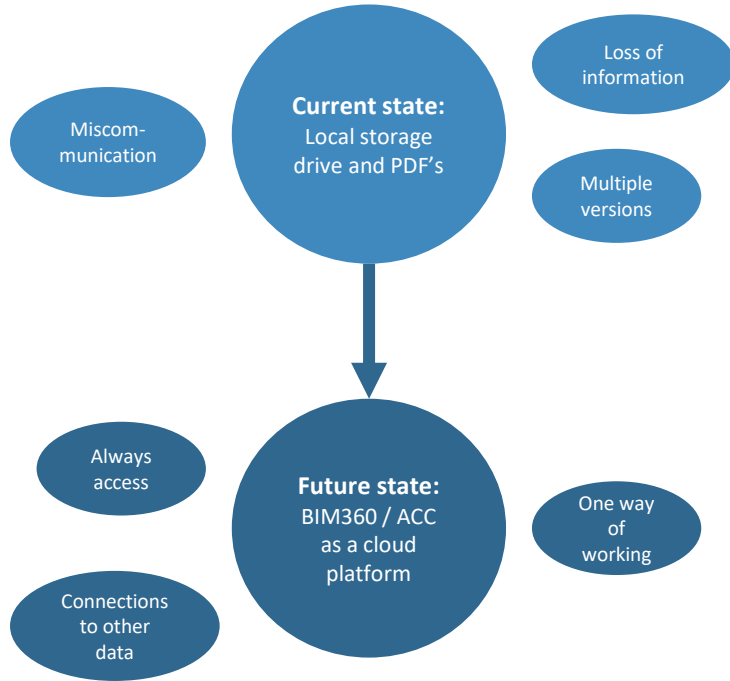 Loss of
information
Current state:
Local storage
drive and PDF's
Miscom-
munication
Multiple
versions
Always
access
Future state:
BIM360 / ACC
as a cloud
platform
One way
of
working
Connections
to other
data